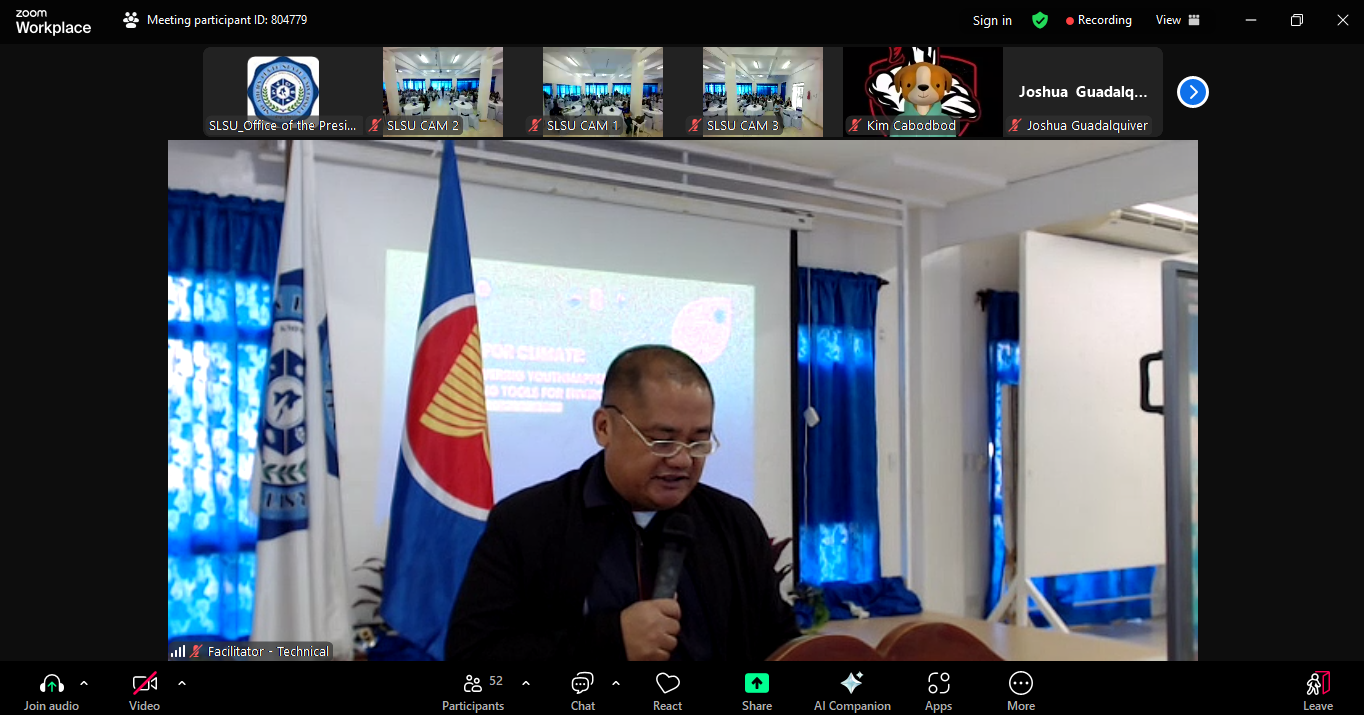 zoom
Workplace
Meeting participant ID: 804779
Sign in
Recording
View
SLSU_Office of the Presi...
SLSU CAM 2
SLSU CAM 1
SLSU CAM 3
Kim Cabodbod
Joshua Guadalq...
Joshua Guadalquiver
FOR CLIMATE:
YOUTHMAPPE
TOOLS FOR
Facilitator - Technical
Join audio
Video
52
Participants
Chat
React
Share
AI Companion
Apps
More
Leave